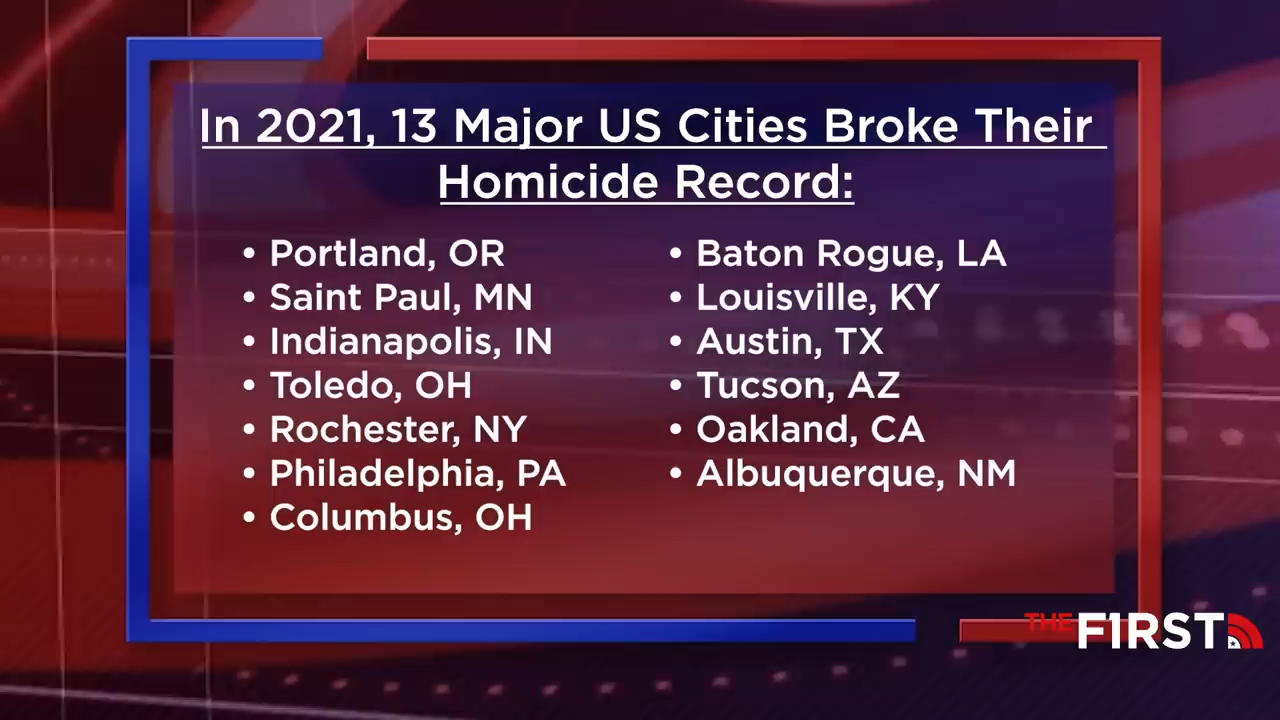 In 2021, 13 Major US Cities Broke Their
Homicide Record:
• Portland, OR
• Saint Paul, MN
• Indianapolis, IN
• Toledo, OH
• Rochester, NY
• Philadelphia, PA
• Columbus, OH
• Baton Rogue, LA
• Louisville, KY
• Austin, TX
• Tucson, AZ
• Oakland, CA
• Albuquerque, NM
THE FIRST